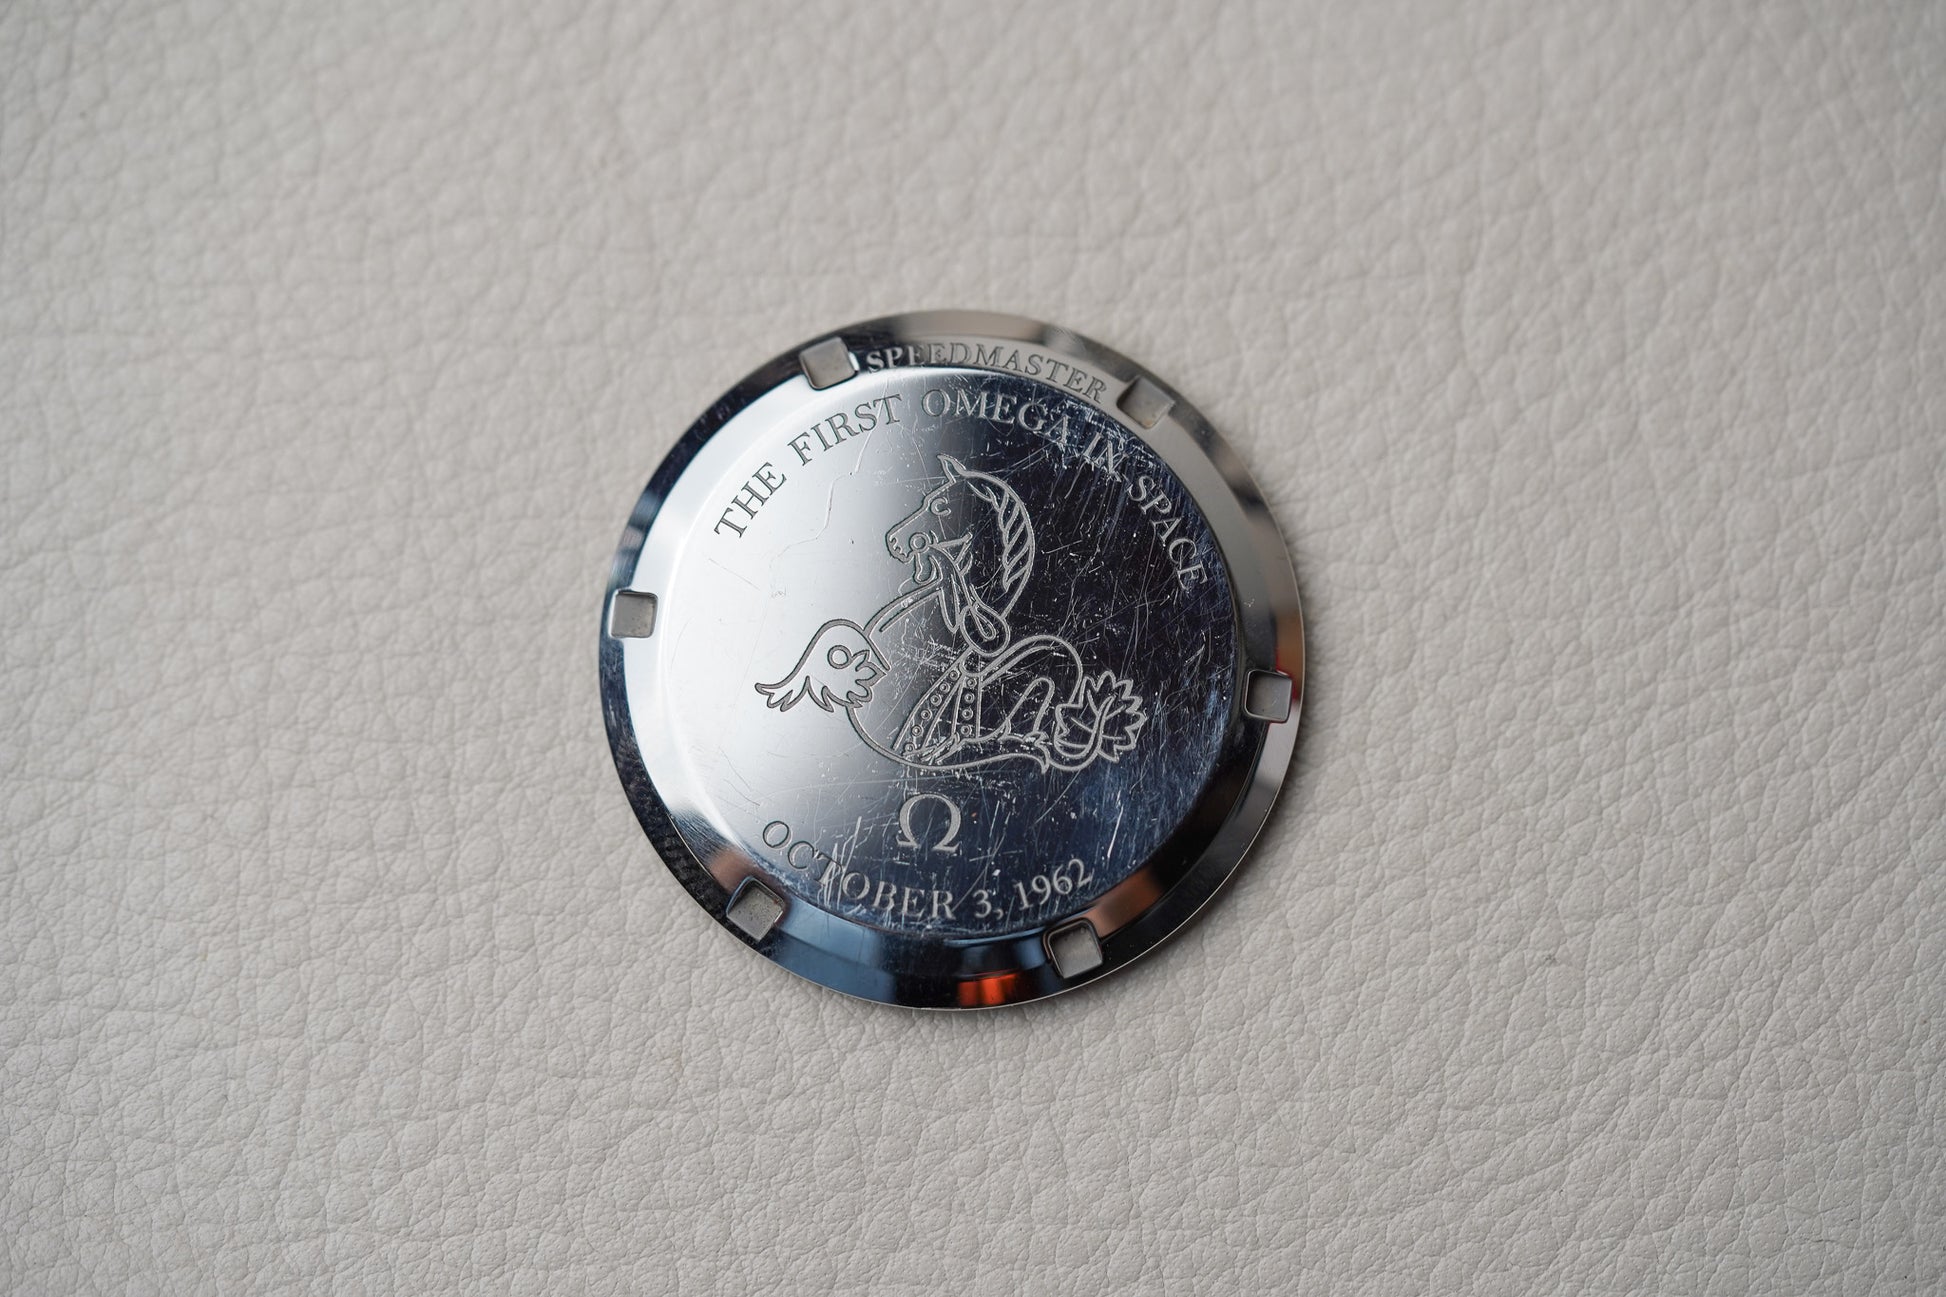 SPEEDMASTER
THE FIRST OMEGA IN SPACE
Ω
OCTOBER 3, 1962